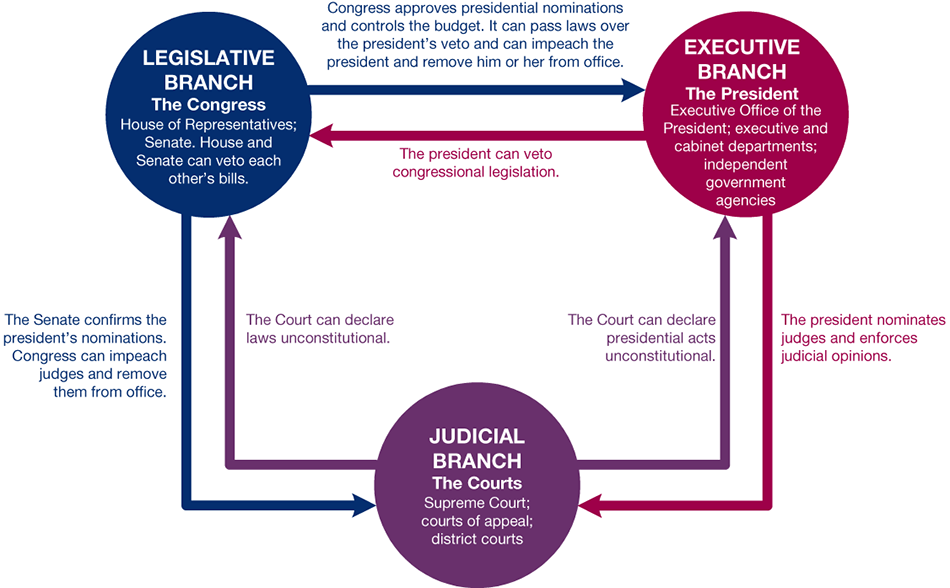 Congress approves presidential nominations
and controls the budget. It can pass laws over
the president's veto and can impeach the
president and remove him or her from office.
LEGISLATIVE
BRANCH
The Congress
House of Representatives;
Senate. House and
Senate can veto each
other's bills.
EXECUTIVE
BRANCH
The President
Executive Office of the
President; executive and
cabinet departments;
independent
government
agencies
The president can veto
congressional legislation.
The Senate confirms the
president's nominations.
Congress can impeach
judges and remove
them from office.
The Court can declare
laws unconstitutional.
The Court can declare
presidential acts
unconstitutional.
The president nominates
judges and enforces
judicial opinions.
JUDICIAL
BRANCH
The Courts
Supreme Court;
courts of appeal;
district courts